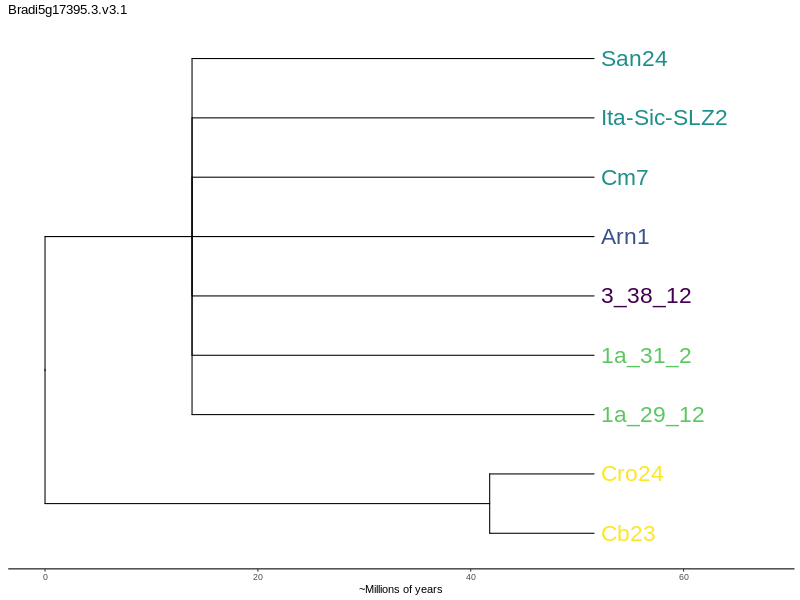 Bradi5g17395.3.v3.1
San24
Ita-Sic-SLZ2
Cm7
Arn1
3_38_12
1a_31_2
1a_29_12
Cro24
Cb23
0 20 40 60
~Millions of years